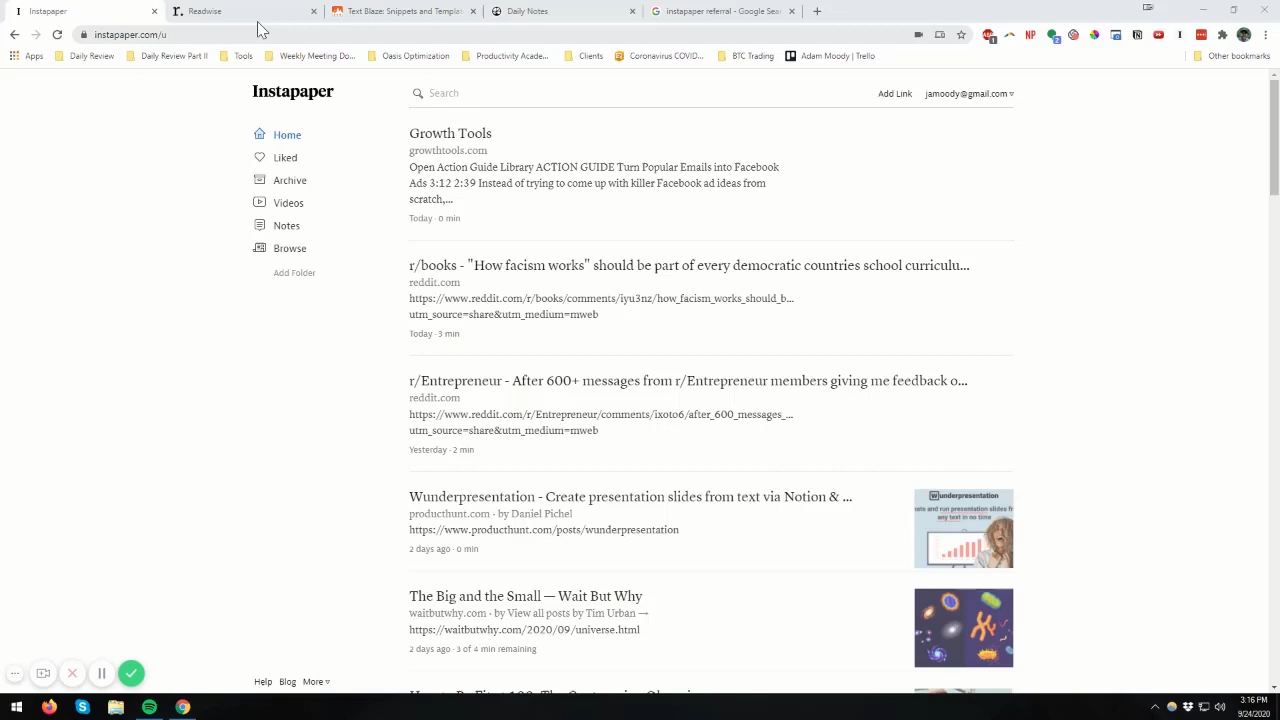 Instapaper
Readwise
Text Blaze: Snippets and Templat
Daily Notes
instapaper referral - Google Sea
instapaper.com/u
Apps
Daily Review
Daily Review Part II
Tools
Weekly Meeting Do...
Oasis Optimization
Productivity Acade...
Clients
Coronavirus COVID...
BTC Trading
Adam Moody | Trello
Other bookmarks
Instapaper
Search
Add Link
jamoody@gmail.com
Home
Liked
Archive
Videos
Notes
Browse
Add Folder
Growth Tools
growthtools.com
Open Action Guide Library ACTION GUIDE Turn Popular Emails into Facebook
Ads 3:12 2:39 Instead of trying to come up with killer Facebook ad ideas from
scratch,...
Today · 0 min
r/books - "How facism works" should be part of every democratic countries school curriculu...
reddit.com
https://www.reddit.com/r/books/comments/iyu3nz/how_facism_works_should_b...
utm_source=share&utm_medium=mweb
Today · 3 min
r/Entrepreneur - After 600+ messages from r/Entrepreneur members giving me feedback o...
reddit.com
https://www.reddit.com/r/Entrepreneur/comments/ixoto6/after_600_messages_...
utm_source=share&utm_medium=mweb
Yesterday · 2 min
Wunderpresentation - Create presentation slides from text via Notion & ...
producthunt.com · by Daniel Pichel
https://www.producthunt.com/posts/wunderpresentation
2 days ago · 0 min
Wunderpresentation
and run presentation slides
any text in no time
The Big and the Small — Wait But Why
waitbutwhy.com · by View all posts by Tim Urban →
https://waitbutwhy.com/2020/09/universe.html
2 days ago · 3 of 4 min remaining
Help
Blog
More
3:16 PM
9/24/2020